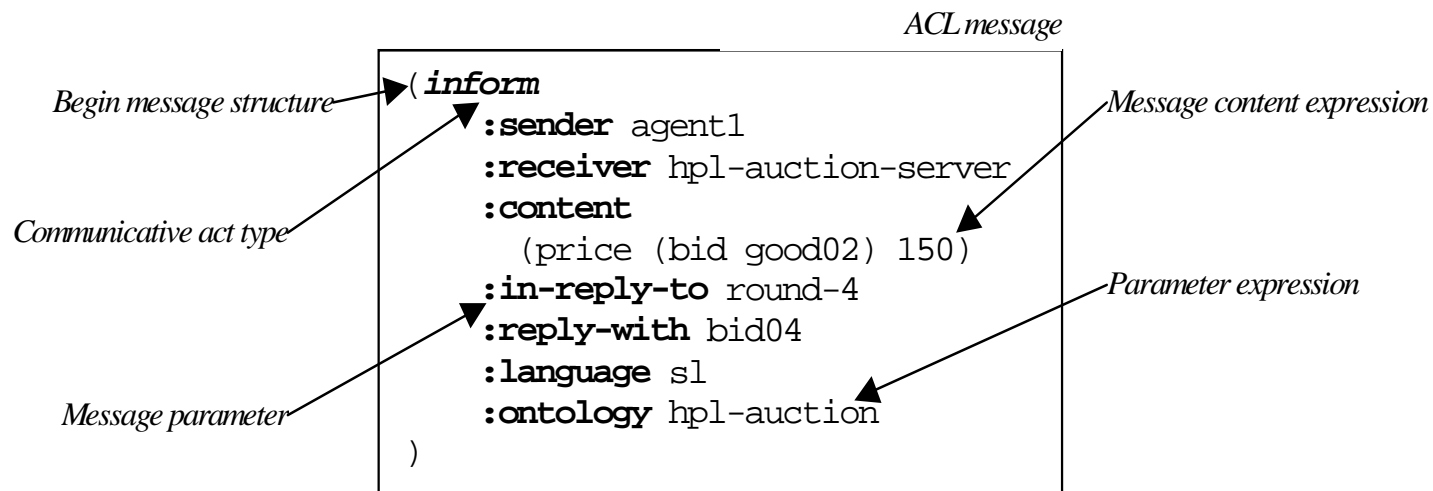 ACL message
(inform
Begin message structure
Message content expression
:sender agent1
:receiver hpl-auction-server
:content
Communicative act type
(price (bid good02) 150)
:in-reply-to round-4
Parameter expression
:reply-with bid04
:language sl
Message parameter
:ontology hpl-auction
)